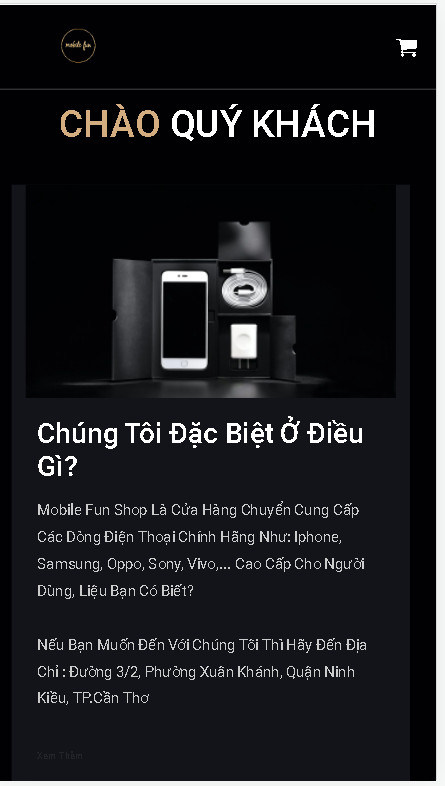 mobile fun
CHÀO QUÝ KHÁCH
Chúng Tôi Đặc Biệt Ở Điều
Gì?
Mobile Fun Shop Là Cửa Hàng Chuyển Cung Cấp
Các Dòng Điện Thoại Chính Hãng Như: Iphone,
Samsung, Oppo, Sony, Vivo,... Cao Cấp Cho Người
Dùng, Liệu Bạn Có Biết?
Nếu Bạn Muốn Đến Với Chúng Tôi Thì Hãy Đến Địa
Chỉ : Đường 3/2, Phường Xuân Khánh, Quận Ninh
Kiều, TP.Cần Thơ
Xem Thêm